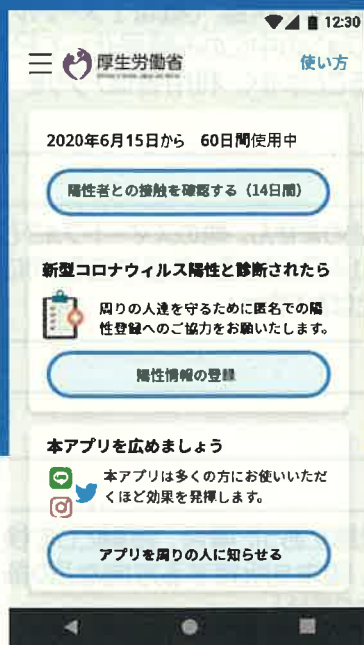 12:30
厚生労働省
使い方
2020年6月15日から 60日間使用中
陽性者との接触を確認する（14日間）
新型コロナウィルス陽性と診断されたら
周りの人達を守るために匿名での陽
性登録へのご協力をお願いたします。
陽性情報の登録
本アプリを広めましょう
本アプリは多くの方にお使いいただ
くほど効果を発揮します。
アプリを周りの人に知らせる